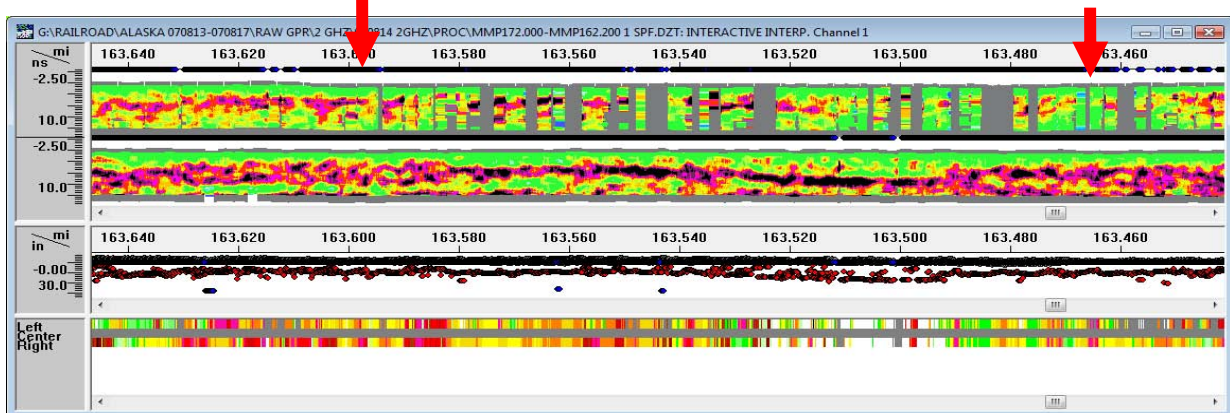 G:\RAILROAD\ALASKA 070813-070817\RAW GPR\2 GHZ\ 0814 2GHZ\PROC\MMP172.000-MMP162.200 1 SPF.DZT: INTERACTIVE INTERP. Channel 1
mi 163.640 163.620 163.600 163.580 163.560 163.540 163.520 163.500 163.480 163.460
ns
-2.50
10.0
-2.50
10.0
mi 163.640 163.620 163.600 163.580 163.560 163.540 163.520 163.500 163.480 163.460
in
-0.00
30.0
Left
Center
Right